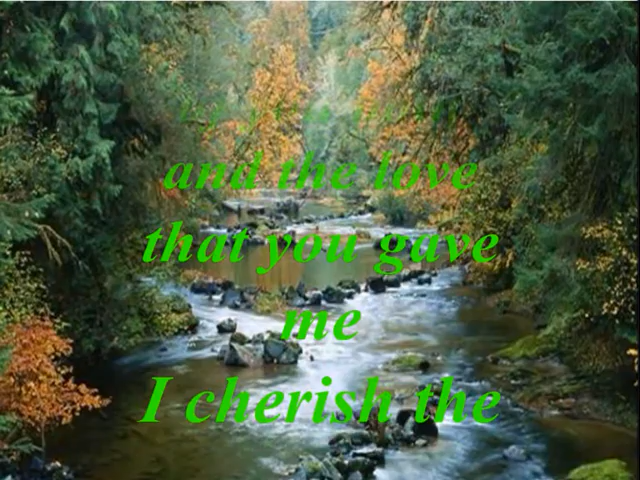 and the love
that you gave
me
I cherish the